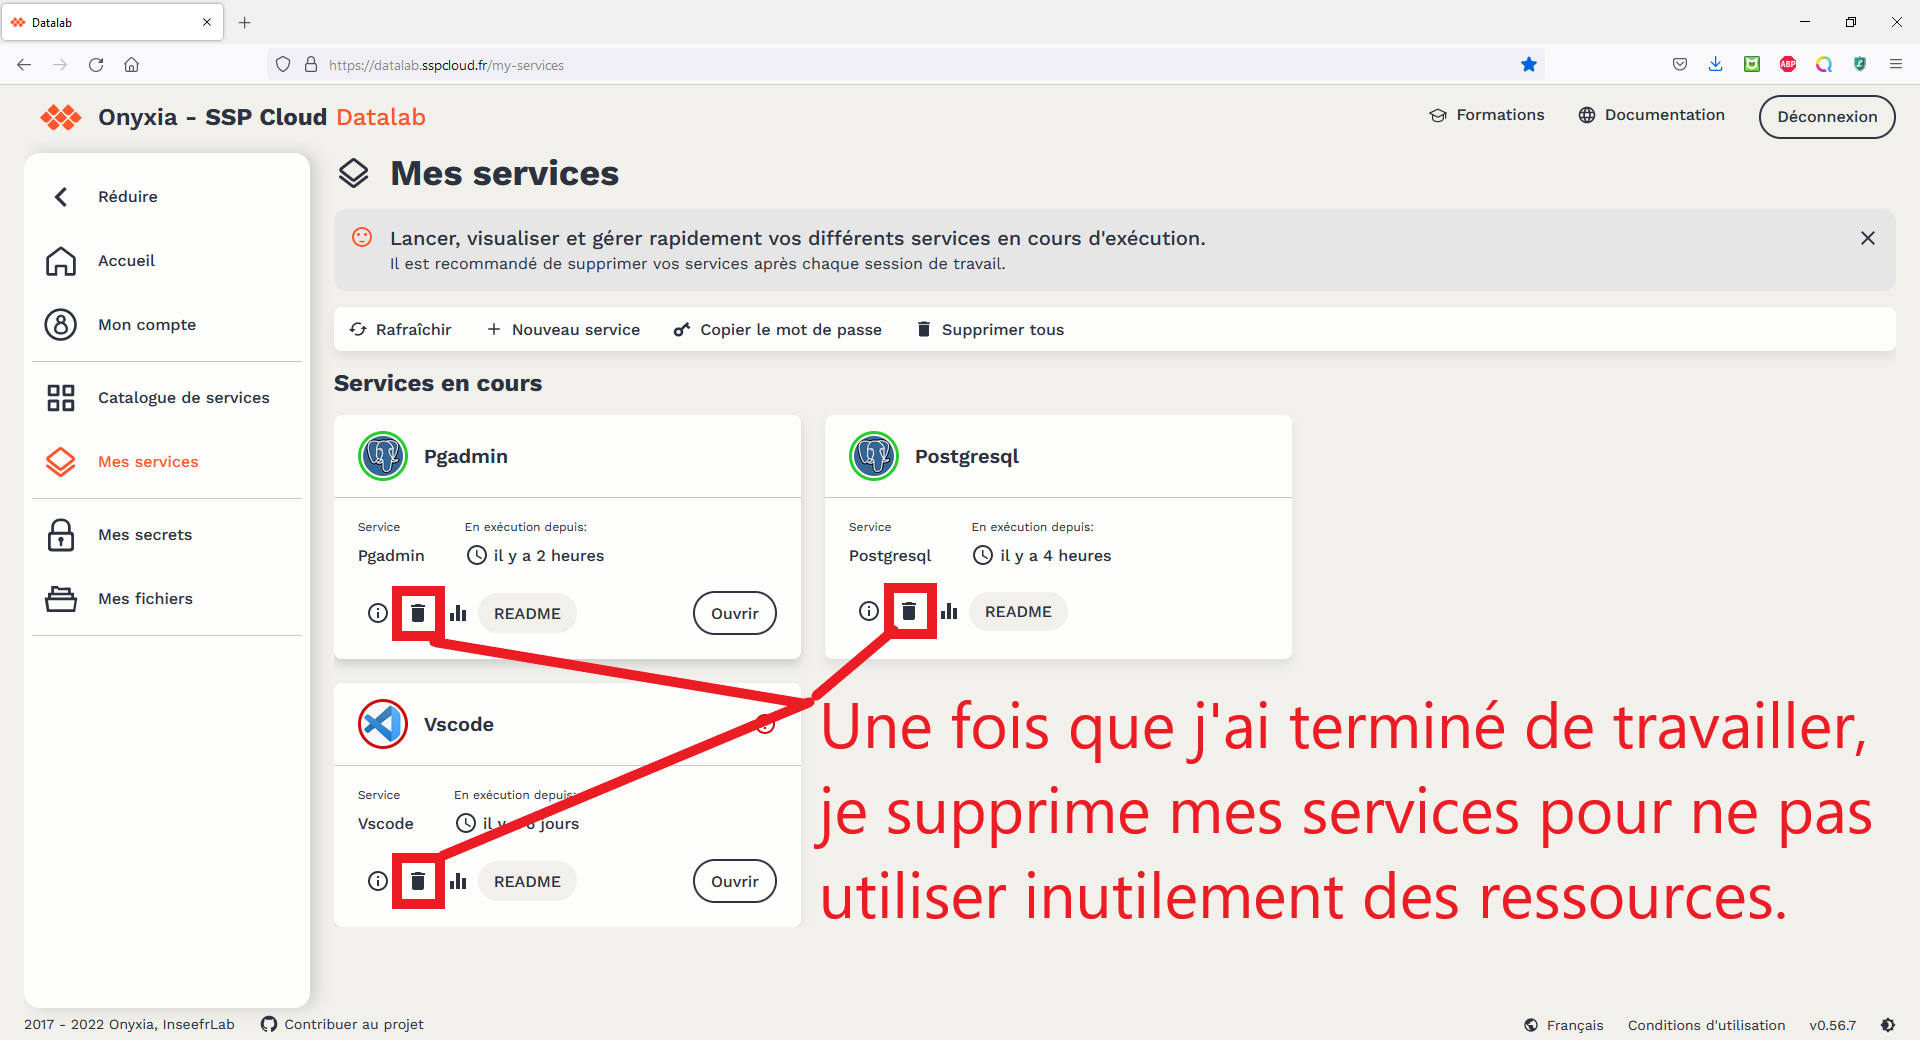 Datalab
https://datalab.sspcloud.fr/my-services
ABP
Onyxia - SSP Cloud Datalab
Formations
Documentation
Déconnexion
Réduire
Accueil
Mon compte
Catalogue de services
Mes services
Mes secrets
Mes fichiers
Mes services
Lancer, visualiser et gérer rapidement vos différents services en cours d'exécution.
Il est recommandé de supprimer vos services après chaque session de travail.
Rafraîchir
Nouveau service
Copier le mot de passe
Supprimer tous
Services en cours
Pgadmin
Service
En exécution depuis:
Pgadmin
il y a 2 heures
README
Ouvrir
Postgresql
Service
En exécution depuis:
Postgresql
il y a 4 heures
README
Vscode
Service
En exécution depuis:
Vscode
il y jours
README
Ouvrir
Une fois que j'ai terminé de travailler,
je supprime mes services pour ne pas
utiliser inutilement des ressources.
2017 - 2022 Onyxia, InseefrLab
Contribuer au projet
Français
Conditions d'utilisation
v0.56.7